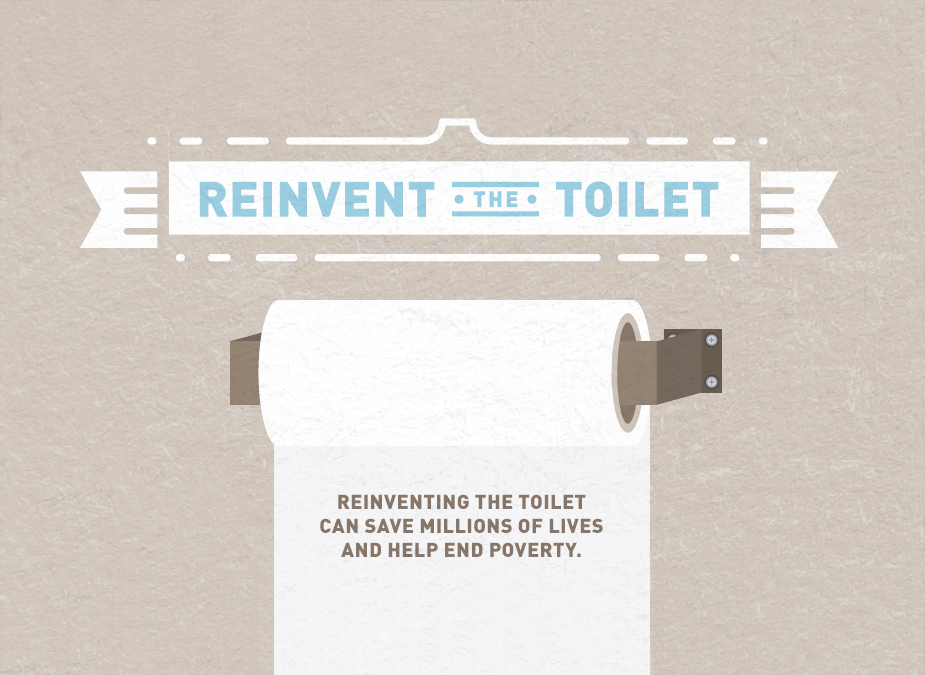 REINVENT THE TOILET
REINVENTING THE TOILET
CAN SAVE MILLIONS OF LIVES
AND HELP END POVERTY.